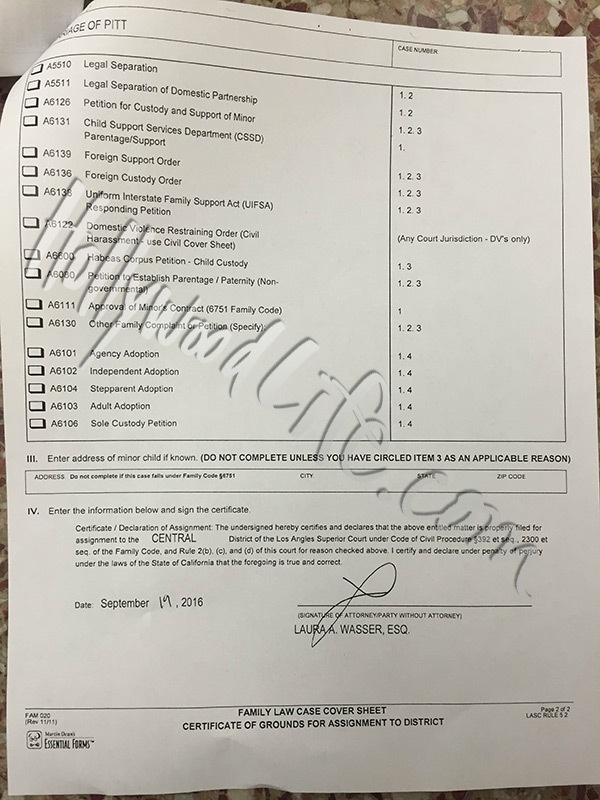 RIAGE OF PITT
CASE NUMBER
A5510 Legal Separation
A5511 Legal Separation of Domestic Partnership 1. 2
A6126 Petition for Custody and Support of Minor 1. 2
A6131 Child Support Services Department (CSSD) 1. 2. 3
Parentage/Support 1.
A6139 Foreign Support Order
A6136 Foreign Custody Order 1. 2. 3
A6138 Uniform Interstate Family Support Act (UIFSA) 1. 2. 3
Responding Petition 1. 2. 3
A6122 Domestic Violence Restraining Order (Civil
Harassment - use Civil Cover Sheet) (Any Court Jurisdiction - DV's only)
A6600 Habeas Corpus Petition - Child Custody 1. 3
A6080 Petition to Establish Parentage / Paternity (Non- 1. 2. 3
governmental)
A6111 Approval of Minor's Contract (6751 Family Code) 1
A6130 Other Family Complaint or Petition (Specify): 1. 2. 3
A6101 Agency Adoption 1. 4
A6102 Independent Adoption 1. 4
A6104 Stepparent Adoption 1. 4
A6103 Adult Adoption 1. 4
A6106 Sole Custody Petition 1. 4
HollywoodLife.com
III. Enter address of minor child if known. (DO NOT COMPLETE UNLESS YOU HAVE CIRCLED ITEM 3 AS AN APPLICABLE REASON)
ADDRESS Do not complete if this case falls under Family Code §6751 CITY STATE ZIP CODE
IV. Enter the information below and sign the certificate.
Certificate / Declaration of Assignment: The undersigned hereby certifies and declares that the above entitled matter is properly filed for
assignment to the CENTRAL District of the Los Angles Superior Court under Code of Civil Procedure §392 et seq., 2300 et
seq. of the Family Code, and Rule 2(b), (c), and (d) of this court for reason checked above. I certify and declare under penalty of perjury
under the laws of the State of California that the foregoing is true and correct.
Date: September 19, 2016
(SIGNATURE OF ATTORNEY/PARTY WITHOUT ATTORNEY)
LAURA A. WASSER, ESQ.
FAM 020
(Rev 11/11)
FAMILY LAW CASE COVER SHEET
CERTIFICATE OF GROUNDS FOR ASSIGNMENT TO DISTRICT
Page 2 of 2
LASC RULE 5 2
Martin Dean's
ESSENTIAL FORMS™